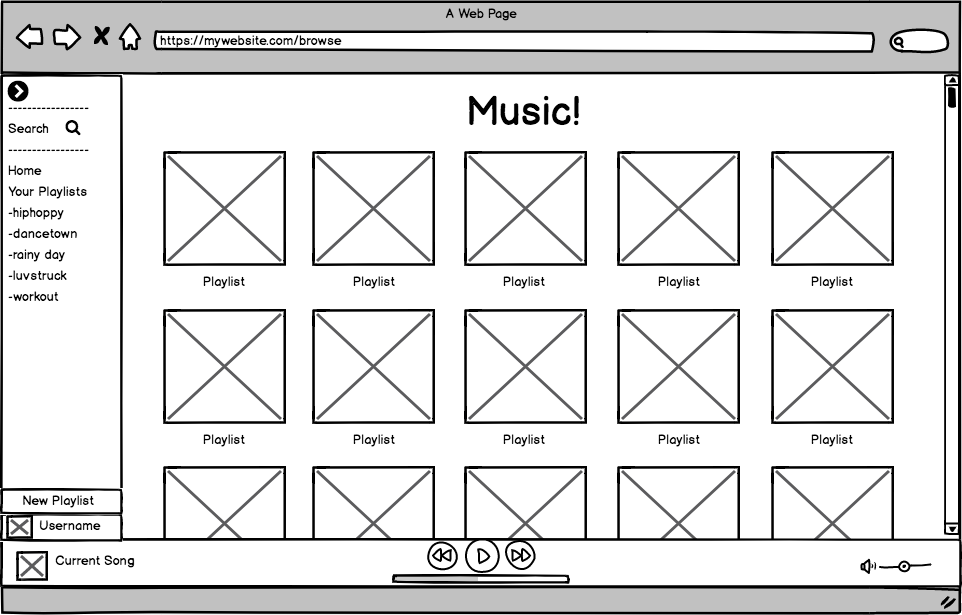 A Web Page
https://mywebsite.com/browse
Music!
Search
Home
Your Playlists
-hiphoppy
-dancetown
-rainy day
-luvstruck
-workout
Playlist Playlist Playlist Playlist Playlist
Playlist Playlist Playlist Playlist Playlist
New Playlist
Username
Current Song